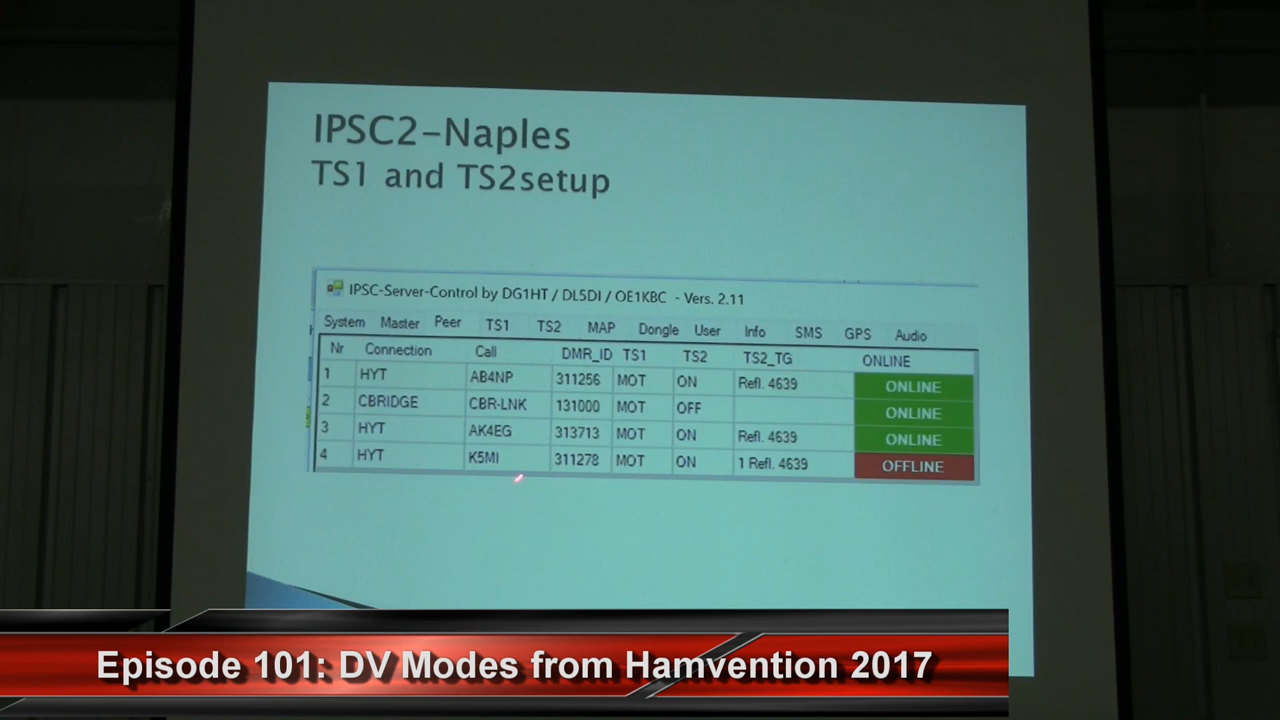 IPSC2-Naples
TS1 and TS2setup
IPSC-Server-Control by DG1HT / DL5DI / OE1KBC - Vers. 2.11
System Master Peer TS1 TS2 MAP Dongle User Info SMS GPS Audio
Nr Connection Call DMR_ID TS1 TS2 TS2_TG ONLINE
1 HYT AB4NP 311256 MOT ON Refl. 4639 ONLINE
2 CBRIDGE CBR-LNK 131000 MOT OFF ONLINE
3 HYT AK4EG 313713 MOT ON Refl. 4639 ONLINE
4 HYT K5MI 311278 MOT ON 1 Refl. 4639 OFFLINE
Episode 101: DV Modes from Hamvention 2017